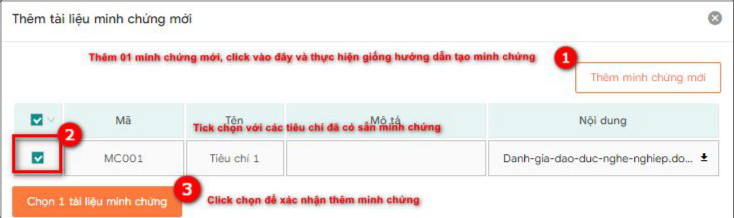 Thêm tài liệu minh chứng mới
Thêm 01 minh chứng mới, click vào đây và thực hiện giống hướng dẫn tạo minh chứng
1
Thêm minh chứng mới
Mã Tên Mô tả Nội dung
2
Tick chọn với các tiêu chí đã có sẵn minh chứng
MC001 Tiêu chí 1 Danh-gia-dao-duc-nghe-nghiep.do...
Chọn 1 tài liệu minh chứng
3
Click chọn để xác nhận thêm minh chứng